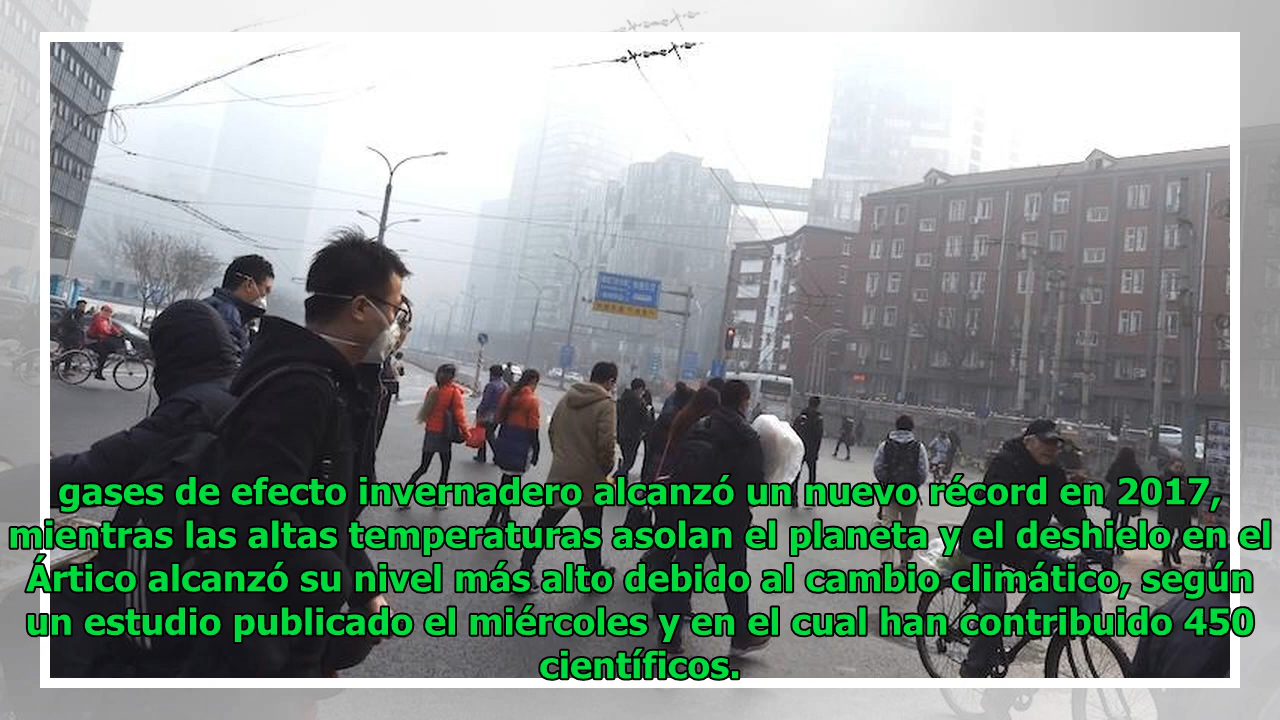 gases de efecto invernadero alcanzó un nuevo récord en 2017,
mientras las altas temperaturas asolan el planeta y el deshielo en el
Ártico alcanzó su nivel más alto debido al cambio climático, según
un estudio publicado el miércoles y en el cual han contribuido 450
científicos.